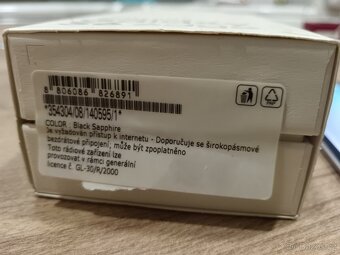 8 806086 826891
*354304/06/140595/1*
COLOR Black Sapphire
Je vyžadován přístup k internetu - Doporučuje se širokopásmové
bezdrátové připojení; může být zpoplatněno
Toto rádiové zařízení lze
provozovat v rámci generální
licence č. GL-30/R/2000